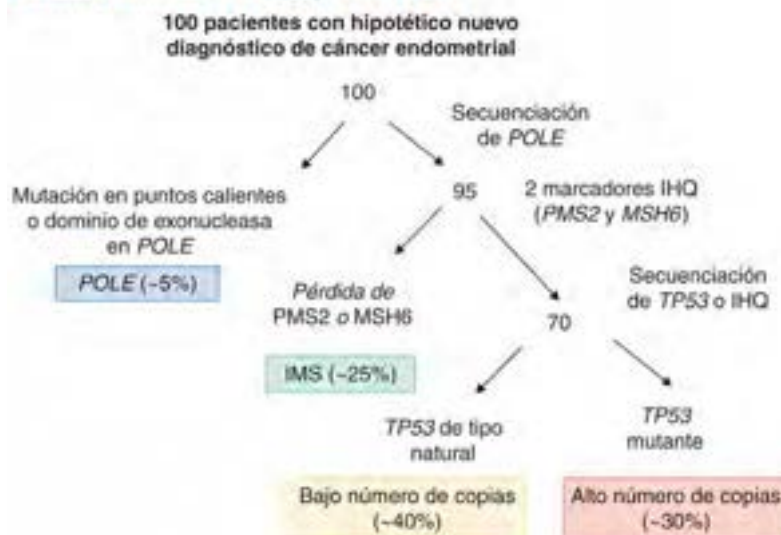 100 pacientes con hipotético nuevo
diagnóstico de cáncer endometrial
100
Secuenciación
de POLE
Mutación en puntos calientes
o dominio de exonucleasa
en POLE
POLE (~5%)
95
2 marcadores IHQ
(PMS2 y MSH6)
Pérdida de
PMS2 o MSH6
IMS (~25%)
Secuenciación
de TP53 o IHQ
70
TP53 de tipo
natural
Bajo número de copias
(~40%)
TP53
mutante
Alto número de copias
(~30%)